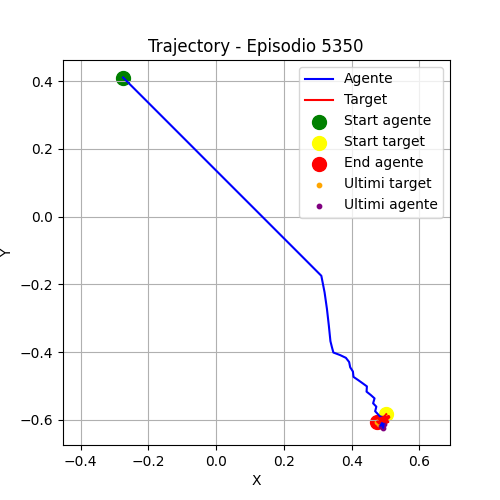 Trajectory - Episodio 5350
Agente
Target
Start agente
Start target
End agente
Ultimi target
Ultimi agente
Y
0.4
0.2
0.0
−0.2
−0.4
−0.6
−0.4
−0.2
0.0
0.2
0.4
0.6
X